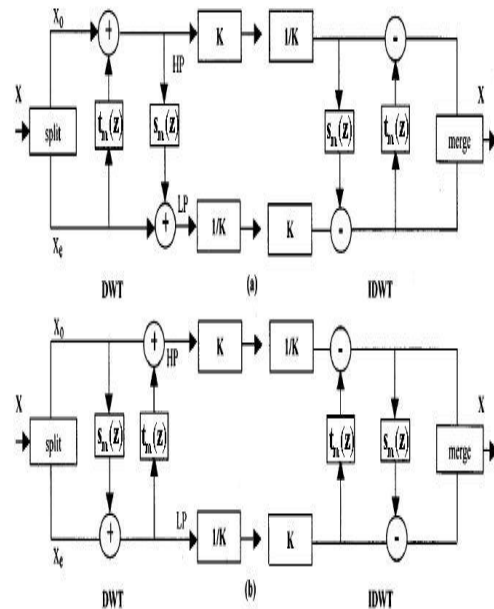 X₀
+
K
1/K
-
HP
X
split
tₘ(z)
sₘ(z)
sₘ(z)
tₘ(z)
X
merge
LP
+
1/K
K
-
Xₑ
DWT
(a)
IDWT
X₀
+
HP
K
1/K
-
X
split
sₘ(z)
tₘ(z)
tₘ(z)
sₘ(z)
X
merge
LP
+
1/K
K
-
Xₑ
DWT
(b)
IDWT